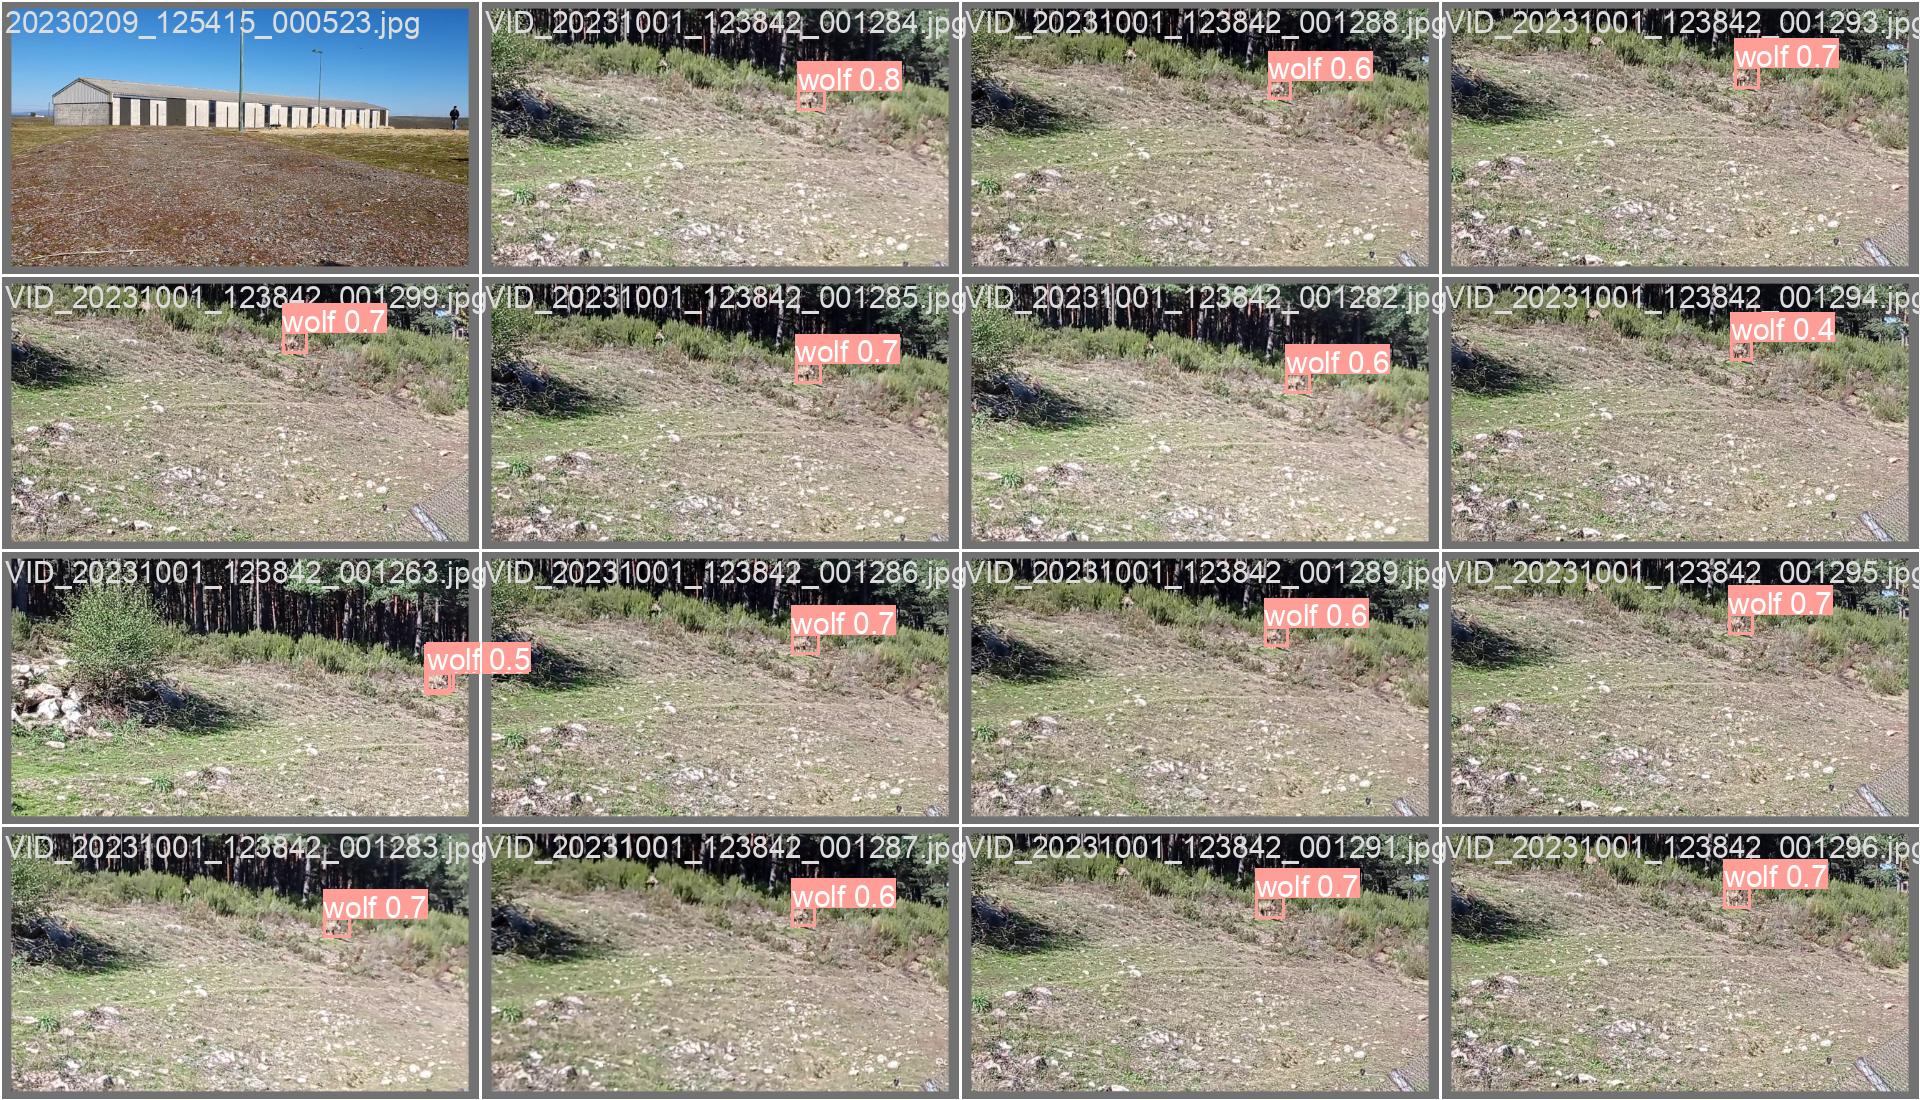 20230209_125415_000523.jpg
VID_20231001_123842_001284.jpg
wolf 0.8
VID_20231001_123842_001288.jpg
wolf 0.6
VID_20231001_123842_001293.jpg
wolf 0.7
VID_20231001_123842_001299.jpg
wolf 0.7
VID_20231001_123842_001285.jpg
wolf 0.7
VID_20231001_123842_001282.jpg
wolf 0.6
VID_20231001_123842_001294.jpg
wolf 0.4
VID_20231001_123842_001263.jpg
wolf 0.5
VID_20231001_123842_001286.jpg
wolf 0.7
VID_20231001_123842_001289.jpg
wolf 0.6
VID_20231001_123842_001295.jpg
wolf 0.7
VID_20231001_123842_001283.jpg
wolf 0.7
VID_20231001_123842_001287.jpg
wolf 0.6
VID_20231001_123842_001291.jpg
wolf 0.7
VID_20231001_123842_001296.jpg
wolf 0.7